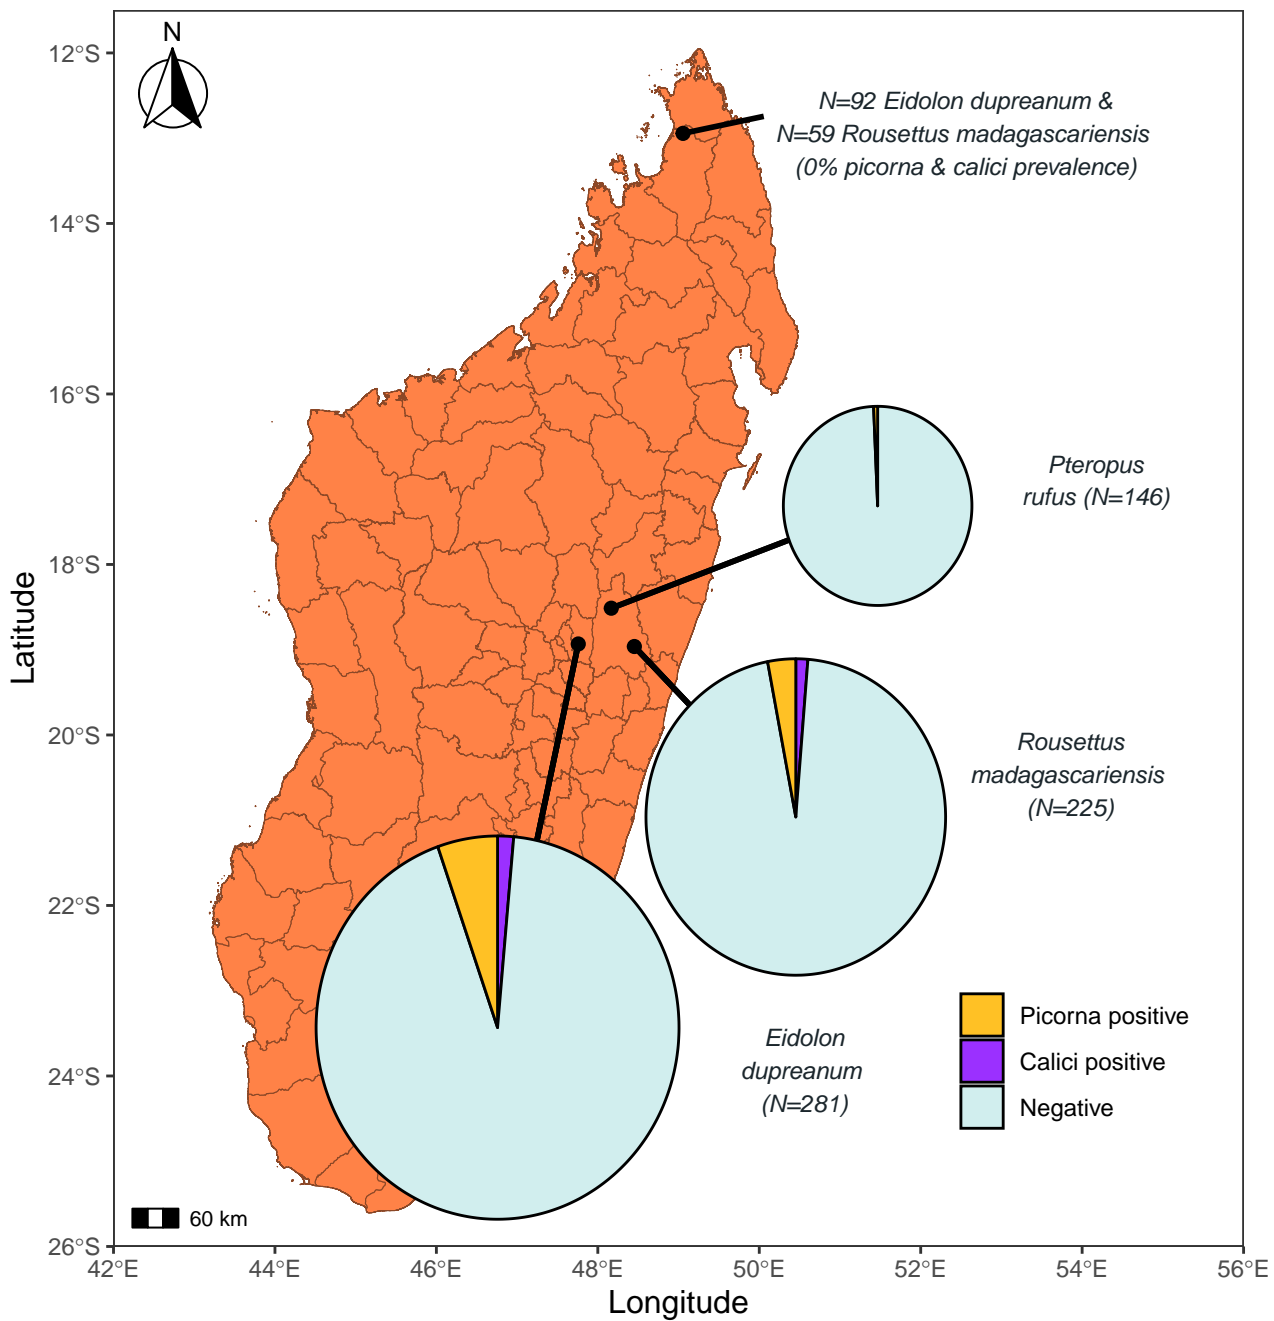 N
12°S
14°S
16°S
18°S
20°S
22°S
24°S
26°S
Latitude
N=92 Eidolon dupreanum &
N=59 Rousettus madagascariensis
(0% picorna & calici prevalence)
Pteropus
rufus (N=146)
Rousettus
madagascariensis
(N=225)
Eidolon
dupreanum
(N=281)
Picorna positive
Calici positive
Negative
60 km
42°E
44°E
46°E
48°E
50°E
52°E
54°E
56°E
Longitude